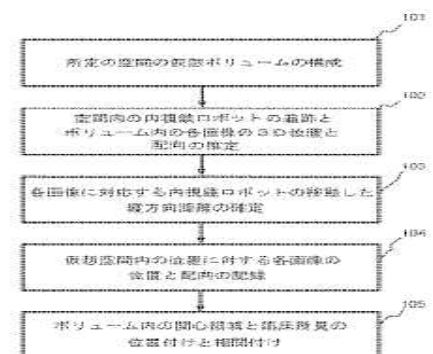 101
所定の空間の仮想ボリュームの構成
102
空間内の内視鏡ロボットの追跡と
ボリューム内の各画像の3D位置と
配向の推定
103
各画像に対応する内視鏡ロボットの移動した
縦方向距離の確定
104
仮想空間内の位置に対する各画像の
位置と配向の記録
105
ボリューム内の関心領域と
の
位置付けと相関付け